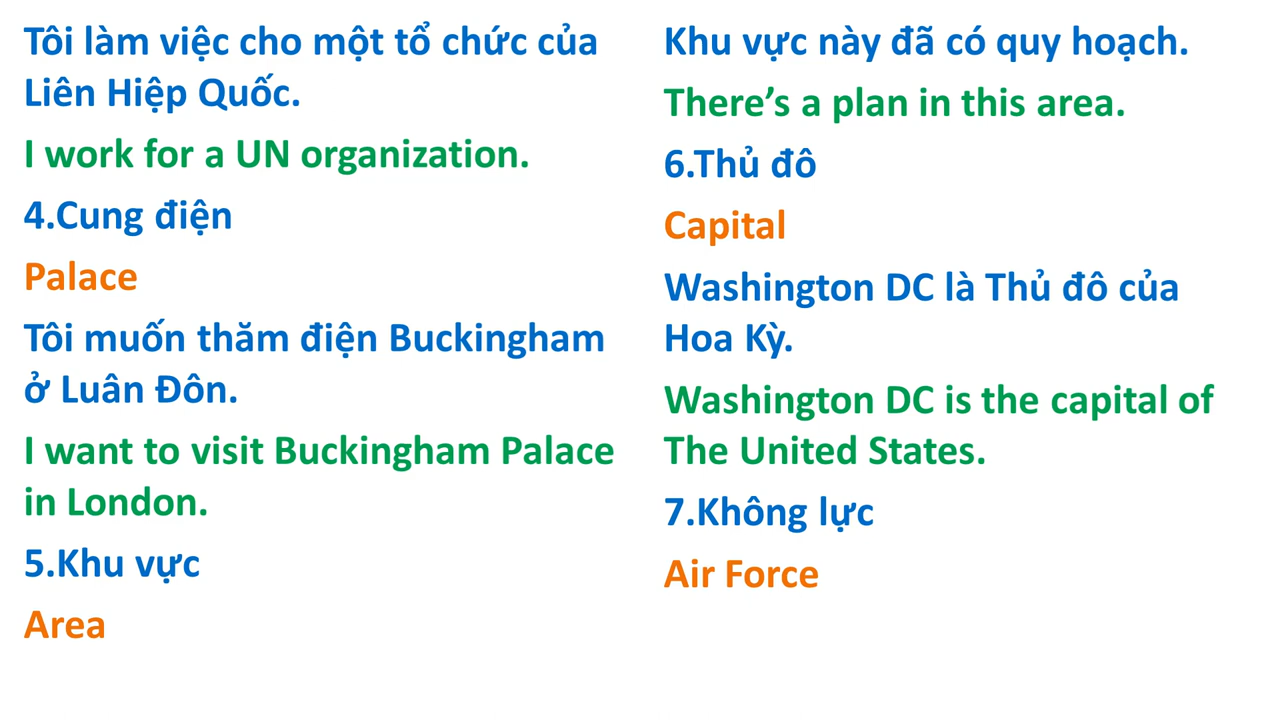 Tôi làm việc cho một tổ chức của
Liên Hiệp Quốc.
I work for a UN organization.
4.Cung điện
Palace
Tôi muốn thăm điện Buckingham
ở Luân Đôn.
I want to visit Buckingham Palace
in London.
5.Khu vực
Area
Khu vực này đã có quy hoạch.
There’s a plan in this area.
6.Thủ đô
Capital
Washington DC là Thủ đô của
Hoa Kỳ.
Washington DC is the capital of
The United States.
7.Không lực
Air Force